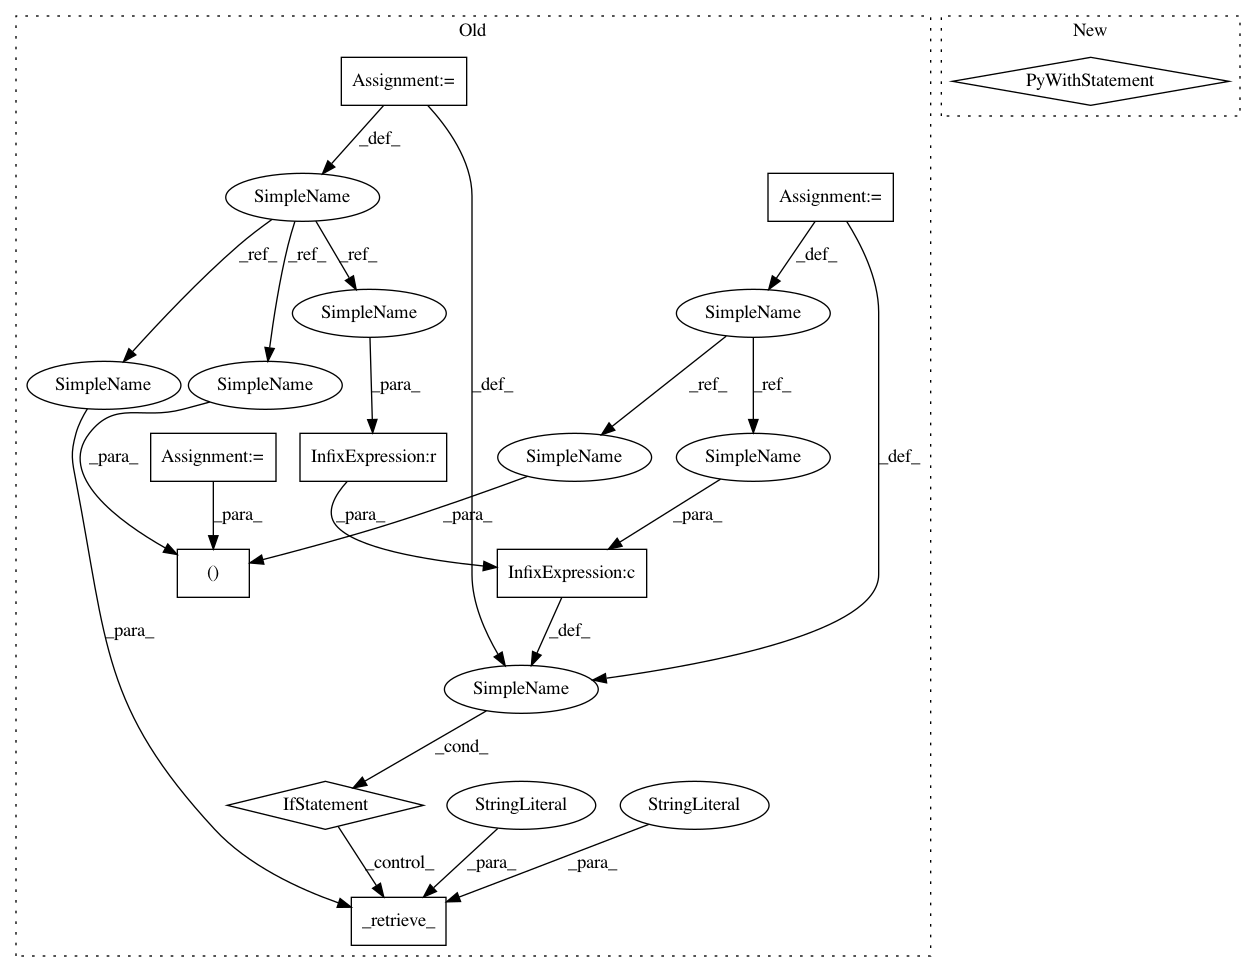 Old
New
Assignment:=
PyWithStatement
_def_
SimpleName
Assignment:=
_ref_
_ref_
_ref_
_def_
SimpleName
SimpleName
SimpleName
SimpleName
_para_
_def_
_ref_
_ref_
_para_
Assignment:=
InfixExpression:r
SimpleName
SimpleName
_def_
_para_
_para_
_para_
_para_
()
InfixExpression:c
_para_
_def_
SimpleName
_cond_
IfStatement
StringLiteral
StringLiteral
_control_
_para_
_para_
_retrieve_